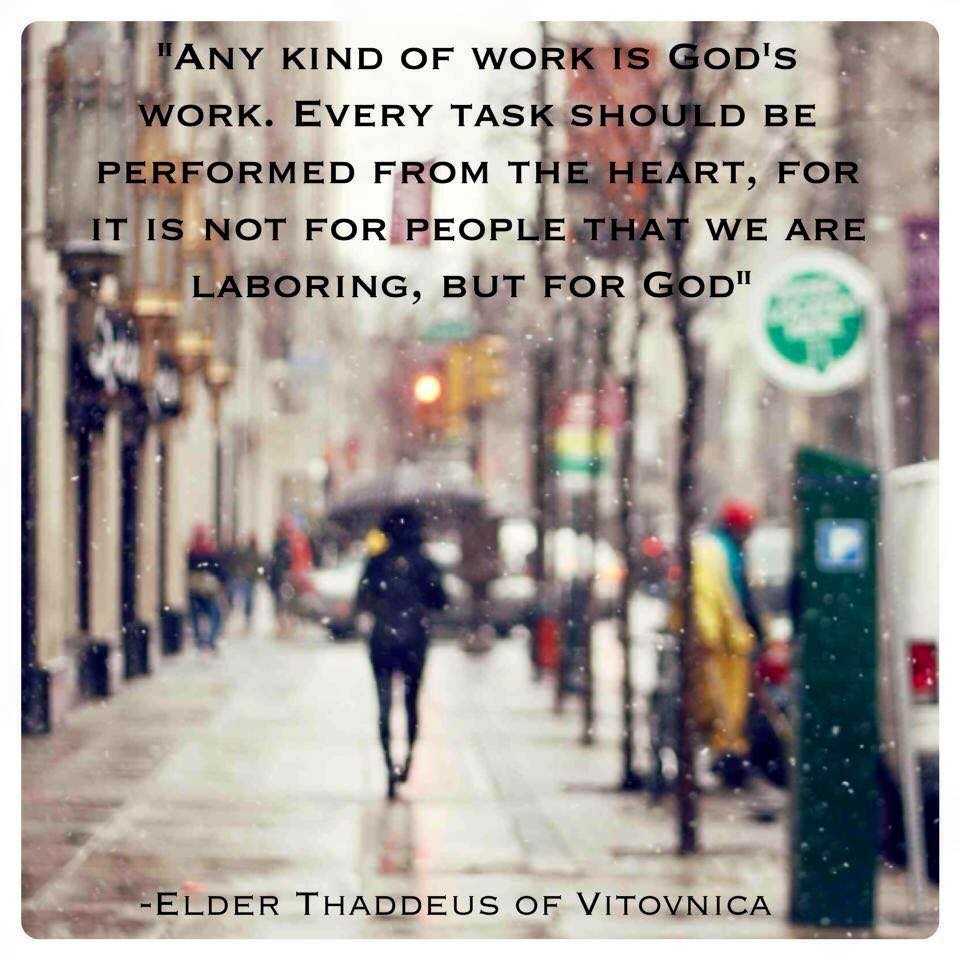 "Any kind of work is God's
work. Every task should be
performed from the heart, for
it is not for people that we are
laboring, but for God"
P
-Elder Thaddeus of Vitovnica